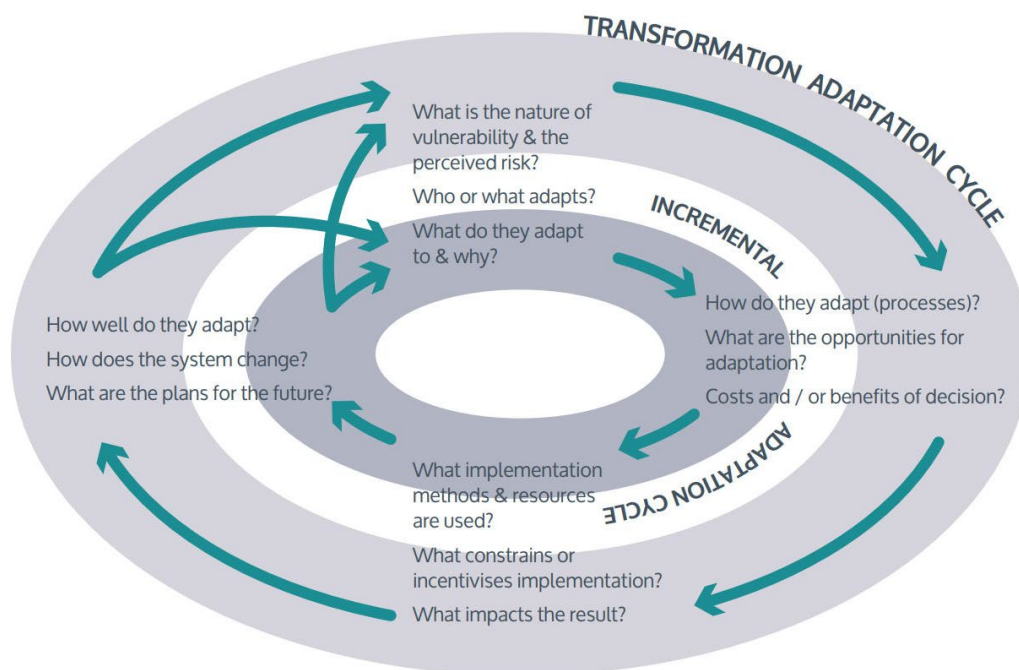 TRANSFORMATION ADAPTATION CYCLE
What is the nature of
vulnerability & the
perceived risk?
Who or what adapts?
What do they adapt
to & why?
INCREMENTAL
ADAPTATION CYCLE
How do they adapt (processes)?
What are the opportunities for
adaptation?
Costs and / or benefits of decision?
How well do they adapt?
How does the system change?
What are the plans for the future?
What implementation
methods & resources
are used?
What constrains or
incentivises implementation?
What impacts the result?